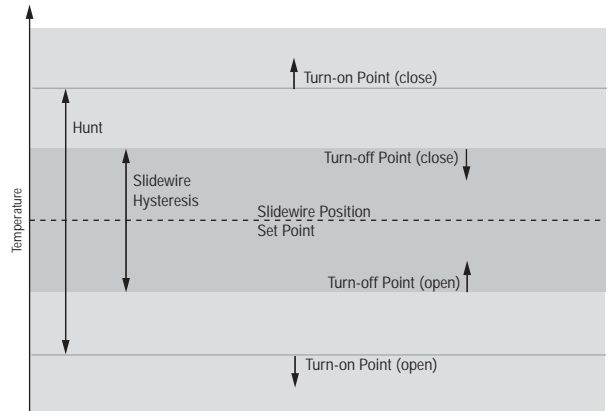 Turn-on Point (close)
Hunt
Turn-off Point (close)
Slidewire
Hysteresis
Slidewire Position
Set Point
Temperature
Turn-off Point (open)
Turn-on Point (open)